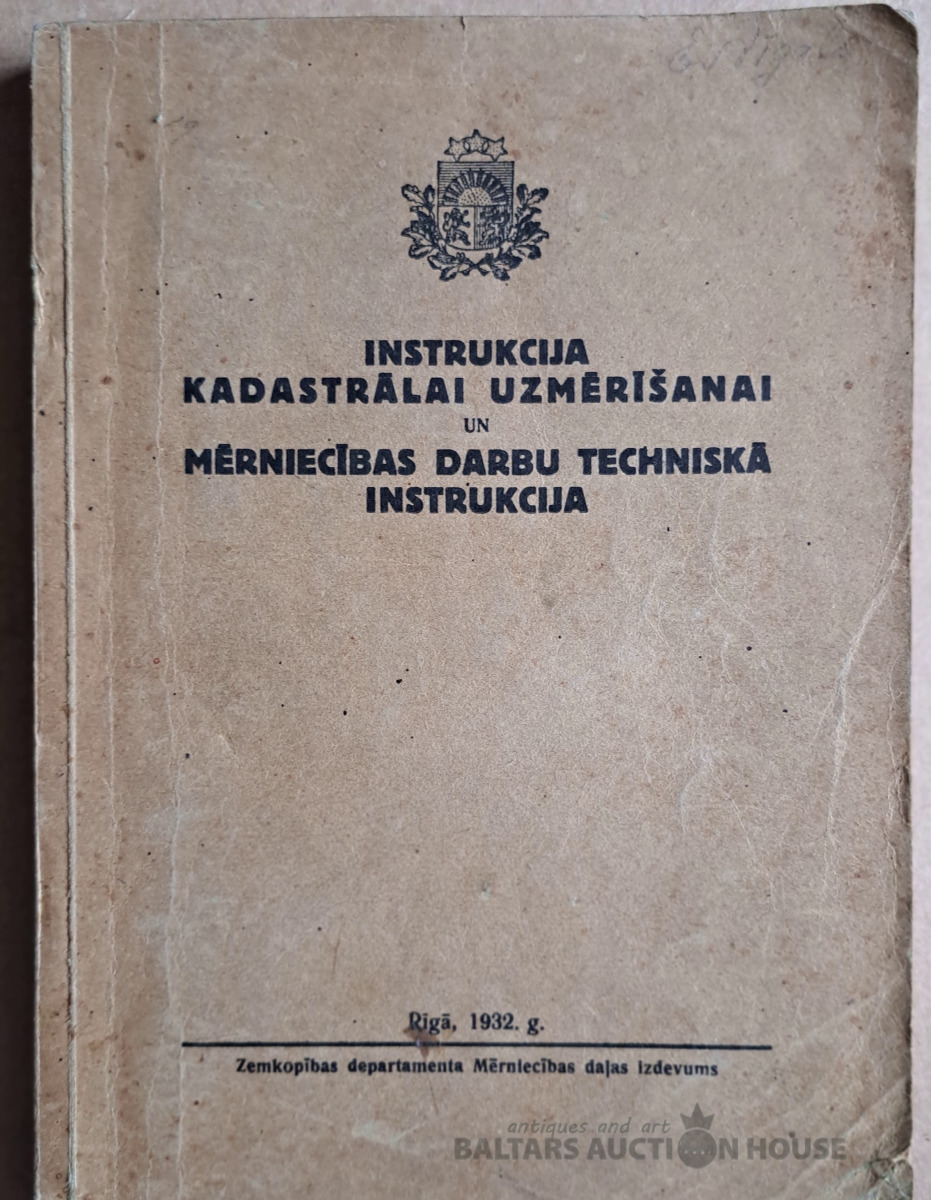 INSTRUKCIJA
KADASTRĀLAI UZMĒRĪŠANAI
UN
MĒRNIECĪBAS DARBU TECHNISKĀ
INSTRUKCIJA
Rīgā, 1932. g.
Zemkopības departamenta Mērniecības daļas izdevums
antiques and art
BALTARS AUCTION HOUSE